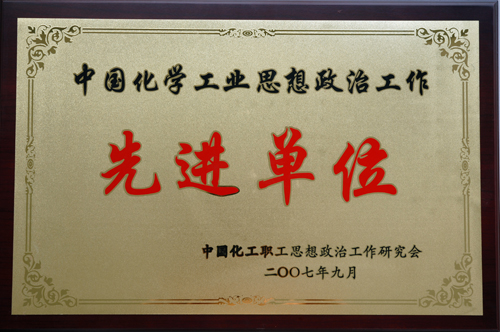 中国化学工业思想政治工作
先进单位
中国化工职工思想政治工作研究会
二〇〇七年九月